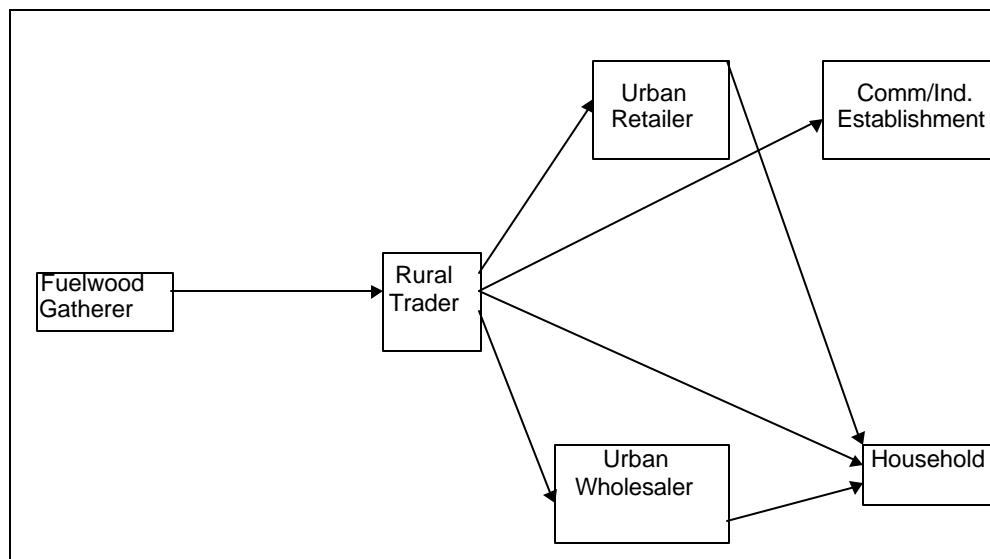 Urban
Retailer
Comm/Ind.
Establishment
Fuelwood
Gatherer
Rural
Trader
Urban
Wholesaler
Household